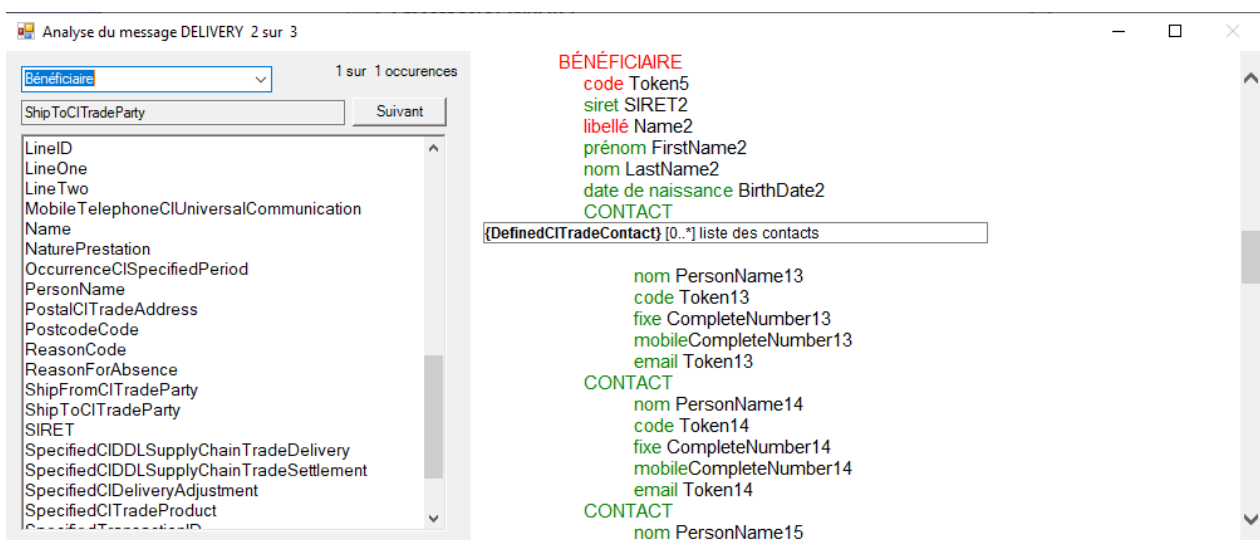 Analyse du message DELIVERY 2 sur 3
Bénéficiaire
1 sur 1 occurences
ShipToCITradeParty
Suivant
LineID
LineOne
LineTwo
MobileTelephoneCIUniversalCommunication
Name
NaturePrestation
OccurrenceCISpecifiedPeriod
PersonName
PostalCITradeAddress
PostcodeCode
ReasonCode
ReasonForAbsence
ShipFromCITradeParty
ShipToCITradeParty
SIRET
SpecifiedCIDDLSupplyChainTradeDelivery
SpecifiedCIDDLSupplyChainTradeSettlement
SpecifiedCIDeliveryAdjustment
SpecifiedCITradeProduct
SpecifiedTransactionID
BÉNÉFICIAIRE
code Token5
siret SIRET2
libellé Name2
prénom FirstName2
nom LastName2
date de naissance BirthDate2
CONTACT
{DefinedCITradeContact} [0..*] liste des contacts
nom PersonName13
code Token13
fixe CompleteNumber13
mobileCompleteNumber13
email Token13
CONTACT
nom PersonName14
code Token14
fixe CompleteNumber14
mobileCompleteNumber14
email Token14
CONTACT
nom PersonName15